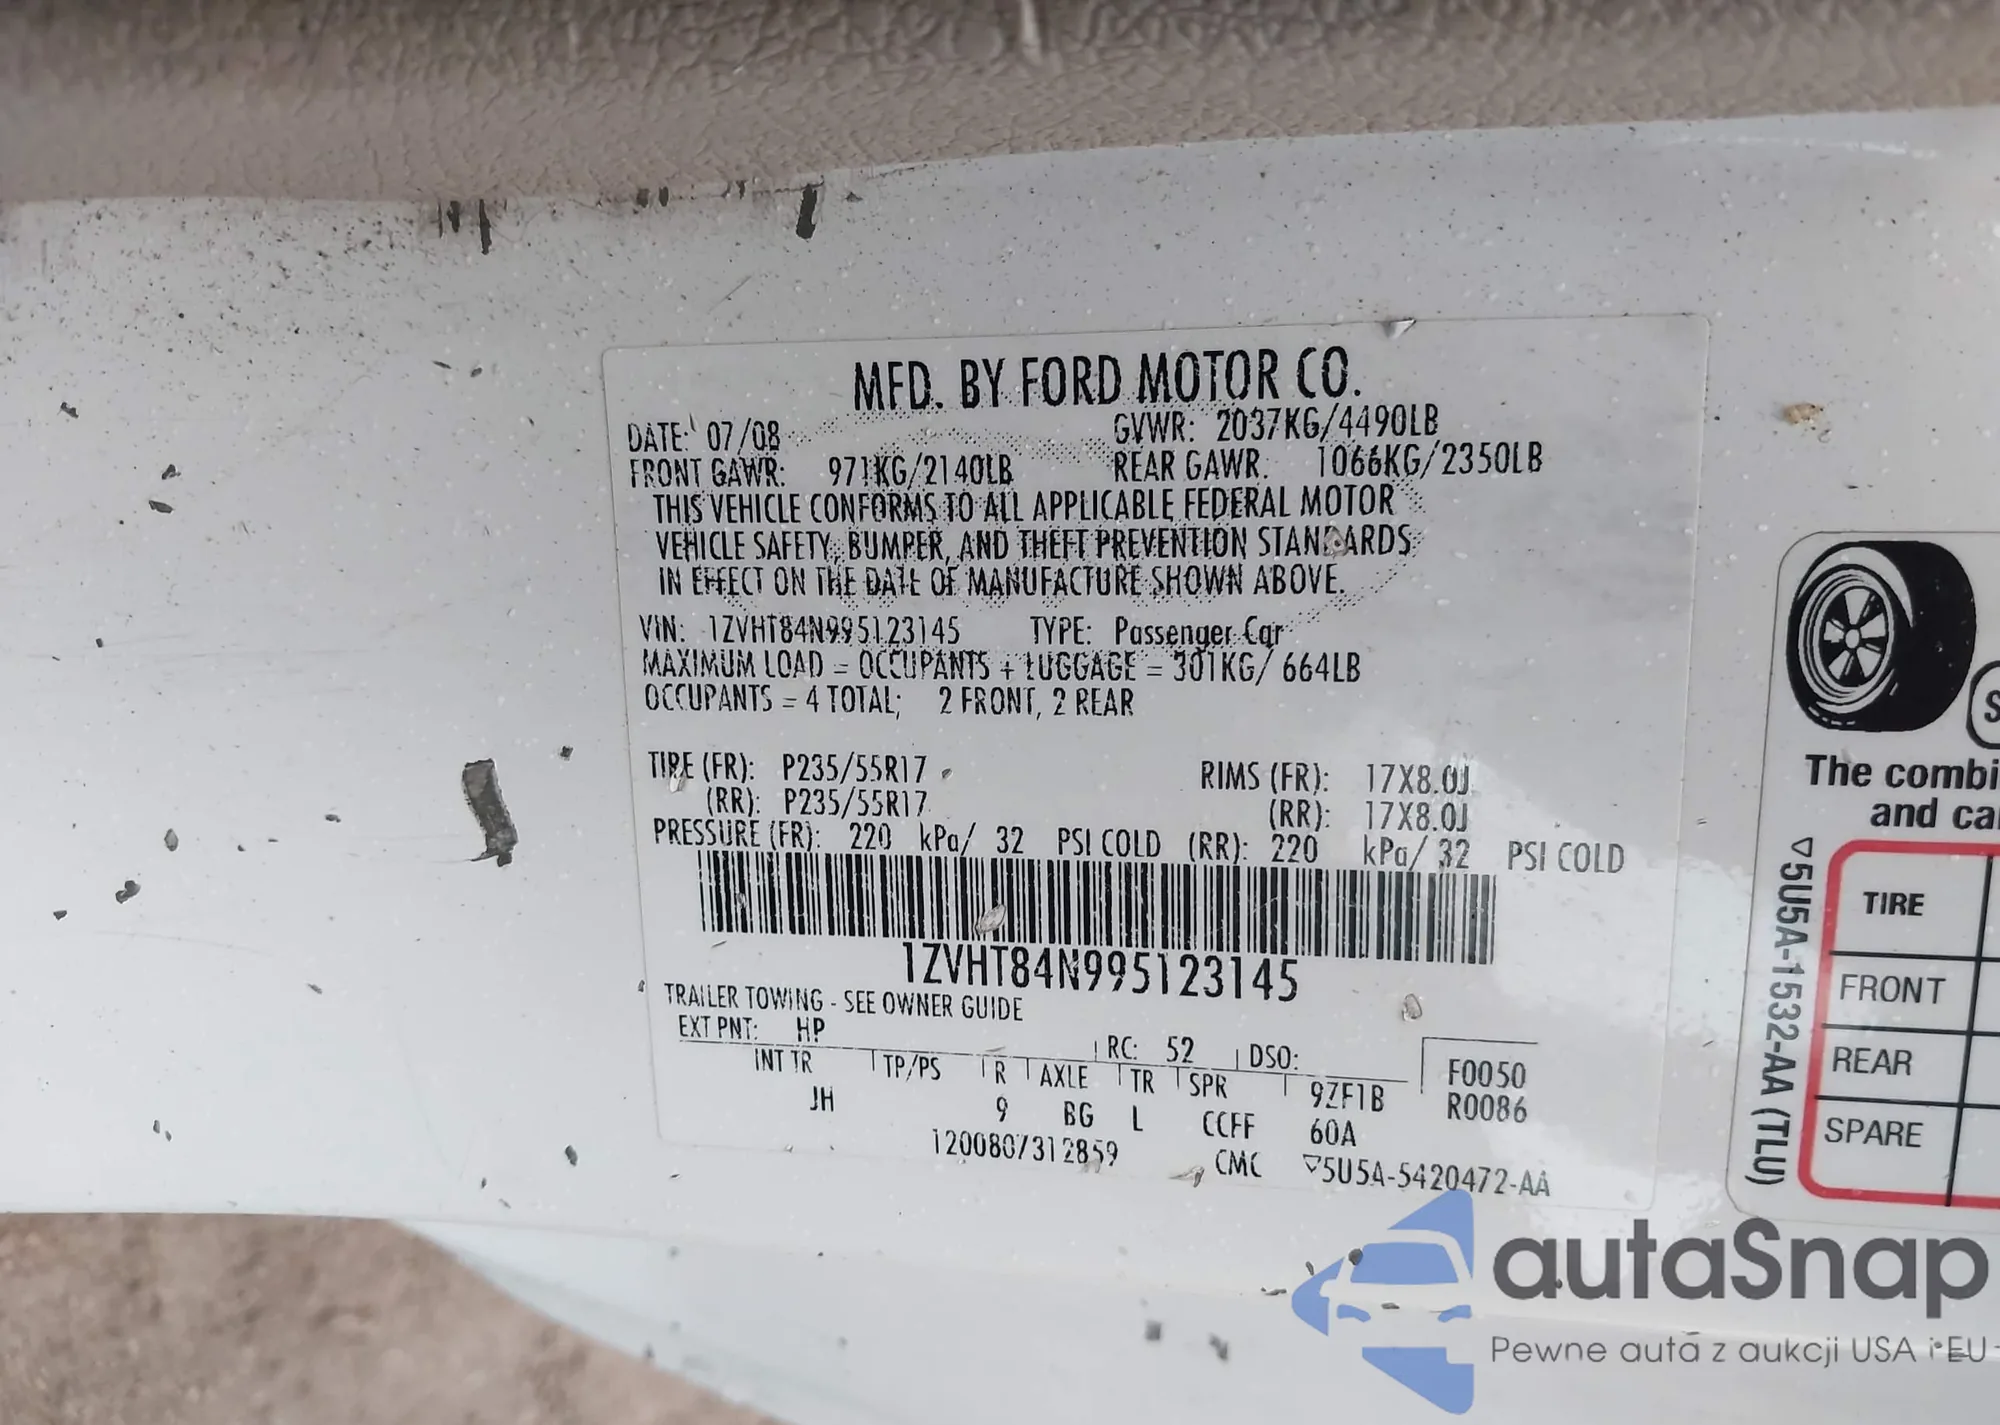 MFD. BY FORD MOTOR CO.
DATE: 07/08 GVWR: 2037KG/4490LB
FRONT GAWR: 971KG/2140LB REAR GAWR: 1066KG/2350LB
THIS VEHICLE CONFORMS TO ALL APPLICABLE FEDERAL MOTOR
VEHICLE SAFETY, BUMPER, AND THEFT PREVENTION STANDARDS
IN EFFECT ON THE DATE OF MANUFACTURE SHOWN ABOVE.
VIN: 1ZVHT84N995123145 TYPE: Passenger Car
MAXIMUM LOAD = OCCUPANTS + LUGGAGE = 301KG/ 664LB
OCCUPANTS = 4 TOTAL; 2 FRONT, 2 REAR
TIRE (FR): P235/55R17 RIMS (FR): 17X8.0J
(RR): P235/55R17 (RR): 17X8.0J
PRESSURE (FR): 220 kPa/ 32 PSI COLD (RR): 220 kPa/ 32 PSI COLD
1ZVHT84N995123145
TRAILER TOWING - SEE OWNER GUIDE
EXT PNT: HP RC: 52 DSO:
INT TR TP/PS R AXLE TR SPR 9ZF1B F0050
JH 9 BG L CCFF 60A R0086
1200807312859 CMC ▽5U5A-5420472-AA
S
The combi
and ca
▽5U5A-1532-AA (TLU)
TIRE
FRONT
REAR
SPARE
autaSnap
Pewne auta z aukcji USA i EU